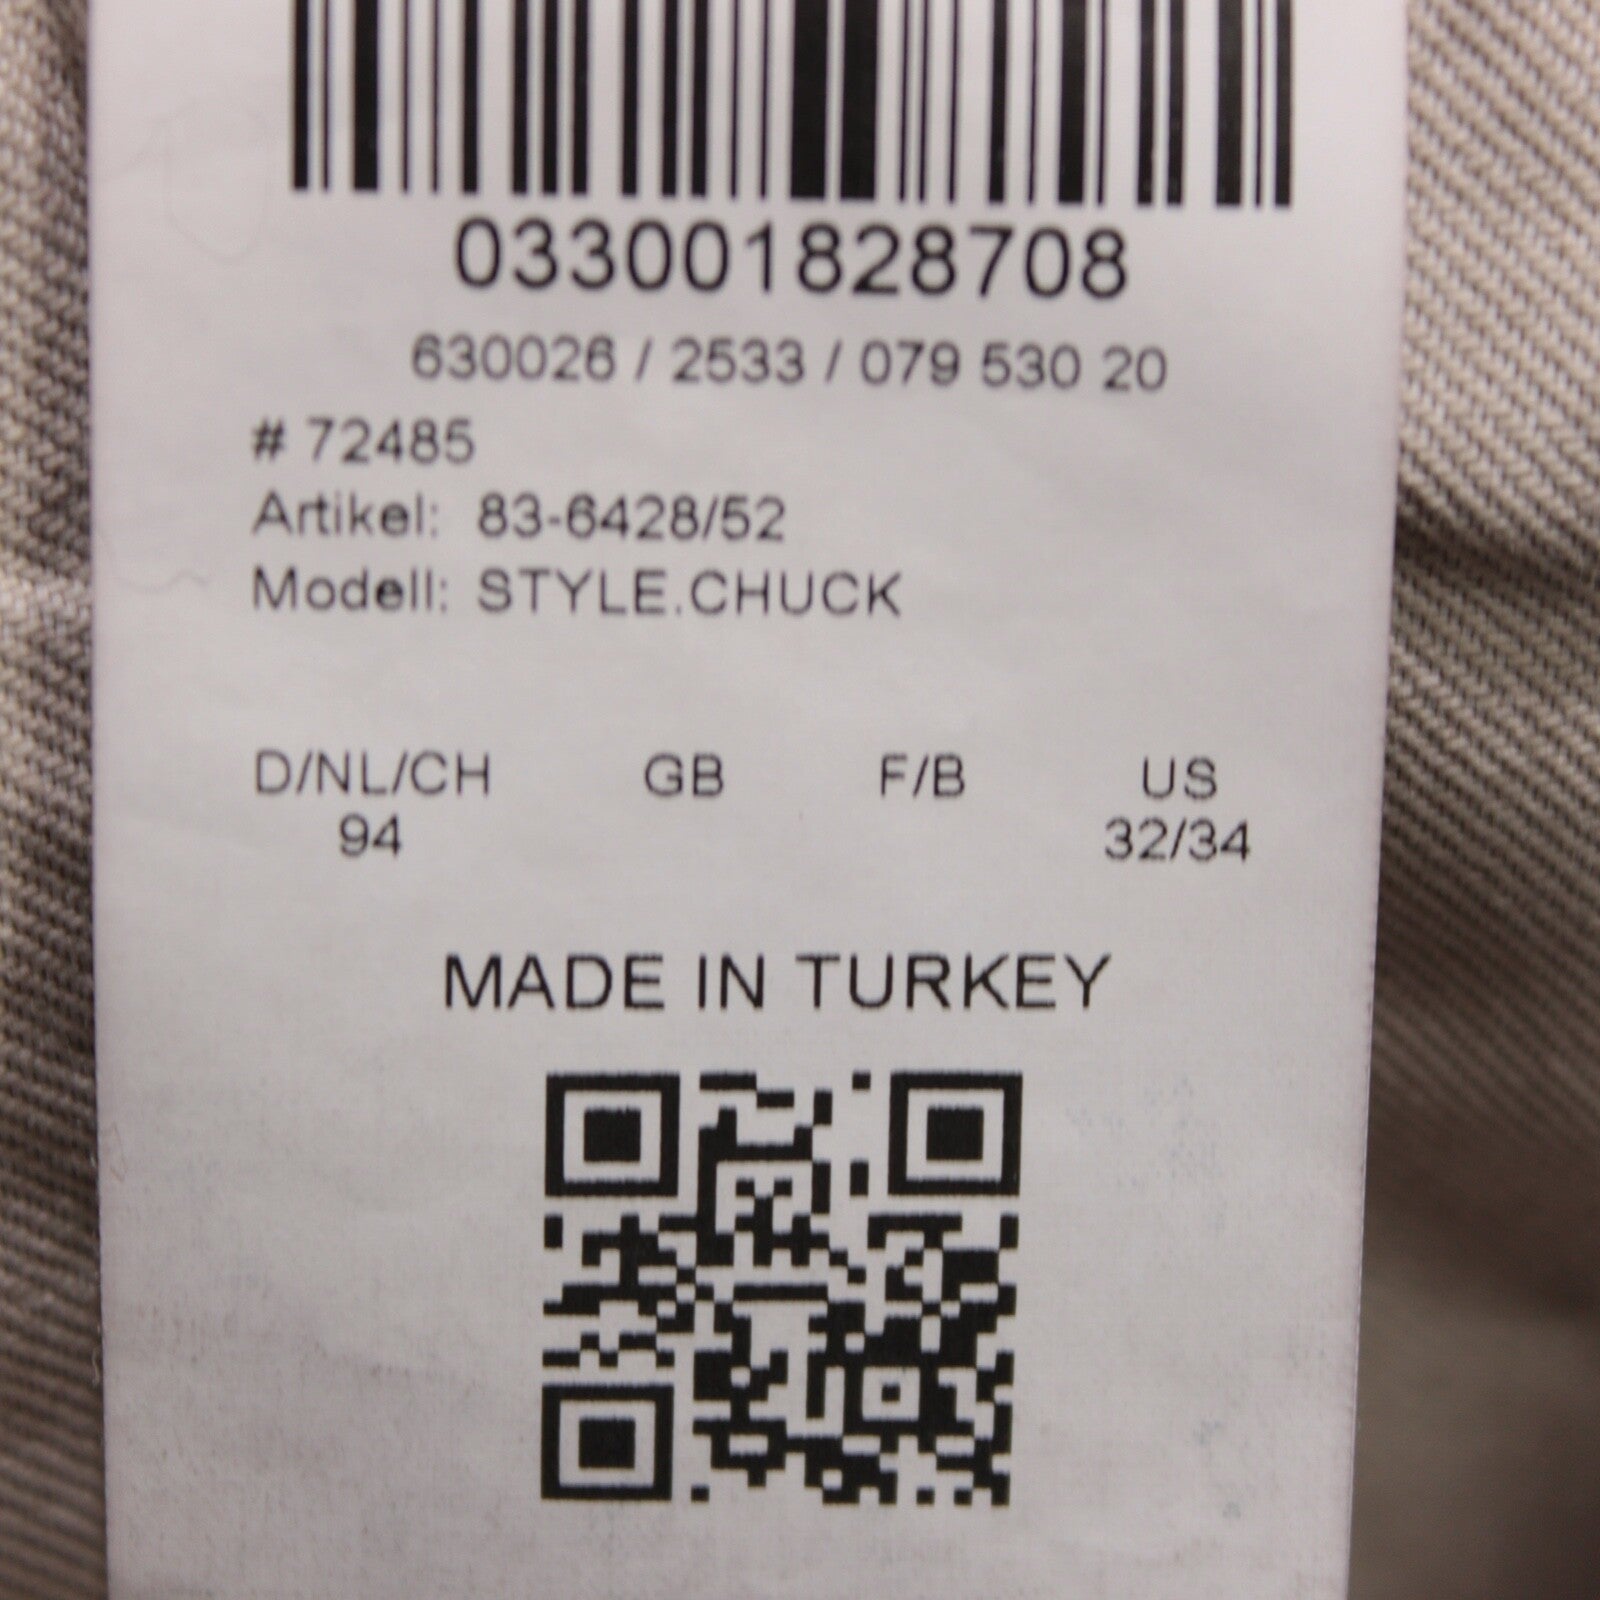 033001828708
630026 / 2533 / 079 530 20
# 72485
Artikel: 83-6428/52
Modell: STYLE.CHUCK
D/NL/CH GB F/B US
94 32/34
MADE IN TURKEY